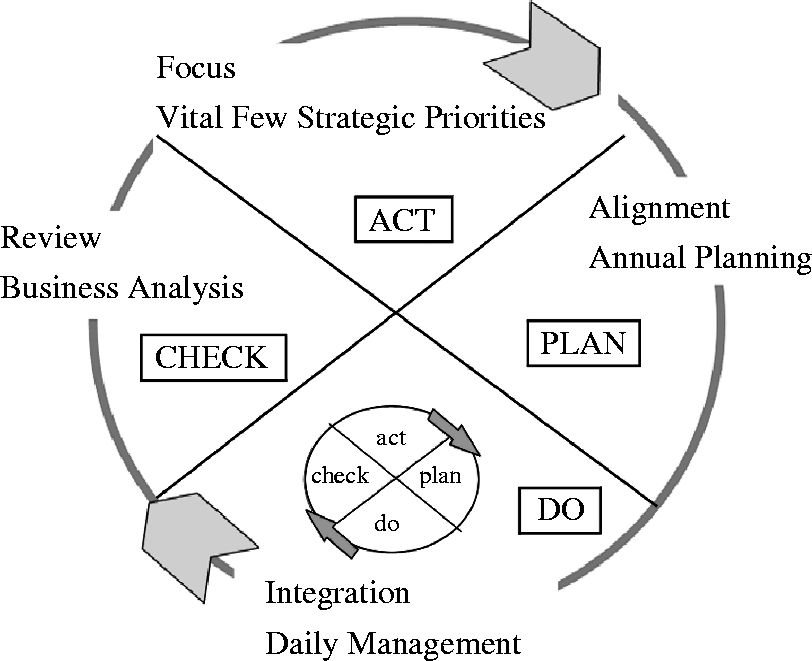 Focus
Vital Few Strategic Priorities
ACT
Alignment
Annual Planning
Review
Business Analysis
CHECK
PLAN
act
check
plan
do
DO
Integration
Daily Management